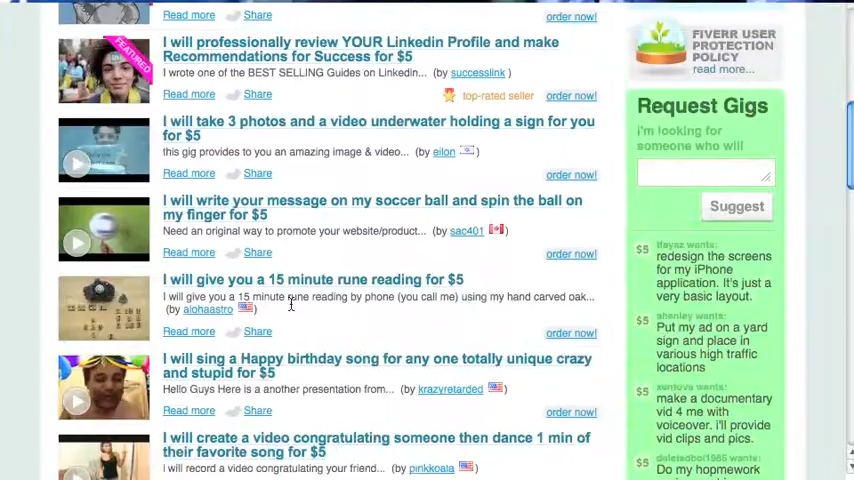 Read more Share order now!
FEATURED
I will professionally review YOUR Linkedin Profile and make
Recommendations for Success for $5
I wrote one of the BEST SELLING Guides on Linkedin... (by successlink )
Read more Share top-rated seller order now!
I will take 3 photos and a video underwater holding a sign for you
for $5
this gig provides to you an amazing image & video... (by eilon )
Read more Share order now!
I will write your message on my soccer ball and spin the ball on
my finger for $5
Need an original way to promote your website/product... (by sac401 )
Read more Share order now!
I will give you a 15 minute rune reading for $5
I will give you a 15 minute rune reading by phone (you call me) using my hand carved oak...
(by alohaastro )
Read more Share order now!
I will sing a Happy birthday song for any one totally unique crazy
and stupid for $5
Hello Guys Here is a another presentation from... (by krazyretarded )
Read more Share order now!
I will create a video congratulating someone then dance 1 min of
their favorite song for $5
I will record a video congratulating your friend... (by pinkkoala )
FIVERR USER
PROTECTION
POLICY
read more...
Request Gigs
i'm looking for
someone who will
Suggest
$5 tfayaz wants:
redesign the screens
for my iPhone
application. It's just a
very basic layout.
$5 ahenley wants:
Put my ad on a yard
sign and place in
various high traffic
locations
$5 xuntova wants:
make a documentary
vid 4 me with
voiceover. i'll provide
vid clips and pics.
$5 wants:
Do my hopmework